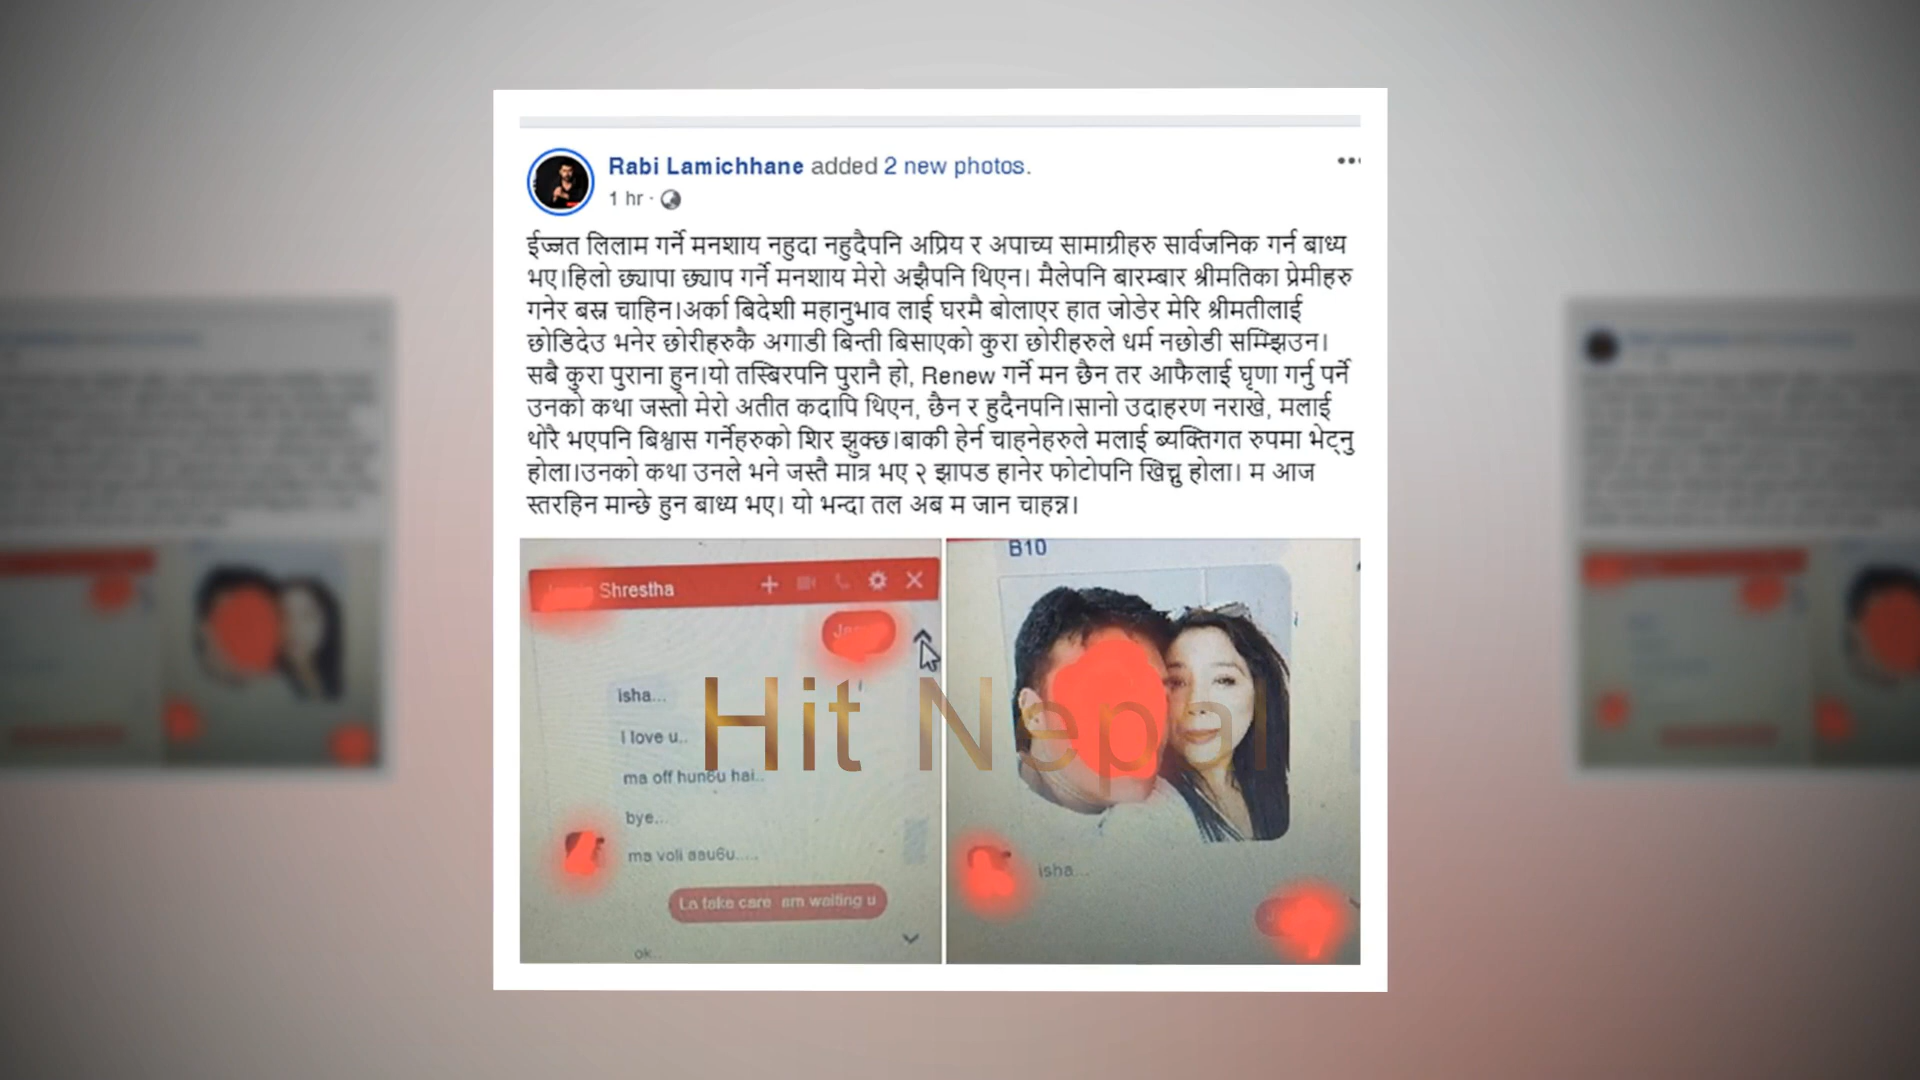 Rabi Lamichhane added 2 new photos.
1 hr ·
ईज्जत लिलाम गर्ने मनशाय नहुदा नहुदैपनि अप्रिय र अपाच्य सामाग्रीहरु सार्वजनिक गर्न बाध्य
भए।हिलो छ्यापा छ्याप गर्ने मनशाय मेरो अझैपनि थिएन। मैलेपनि बारम्बार श्रीमतिका प्रेमीहरु
गनेर बस्न चाहिन।अर्का बिदेशी महानुभाव लाई घरमै बोलाएर हात जोडेर मेरि श्रीमतीलाई
छोडिदेउ भनेर छोरीहरुकै अगाडी बिन्ती बिसाएको कुरा छोरीहरुले धर्म नछोडी सम्झिउन।
सबै कुरा पुराना हुन।यो तस्बिरपनि पुरानै हो, Renew गर्ने मन छैन तर आफैलाई घृणा गर्नु पर्ने
उनको कथा जस्तो मेरो अतीत कदापि थिएन, छैन र हुदैनपनि।सानो उदाहरण नराखे, मलाई
थोरै भएपनि बिश्वास गर्नेहरुको शिर झुक्छ।बाकी हेर्न चाहनेहरुले मलाई ब्यक्तिगत रुपमा भेट्नु
होला।उनको कथा उनले भने जस्तै मात्र भए २ झापड हानेर फोटोपनि खिच्नु होला। म आज
स्तरहिन मान्छे हुन बाध्य भए। यो भन्दा तल अब म जान चाहन्न।
Shrestha
isha...
I love u..
ma off hun6u hai..
bye...
ma voli aau6u.....
La take care am waiting u
ok..
B10
isha...
Hit Nepal